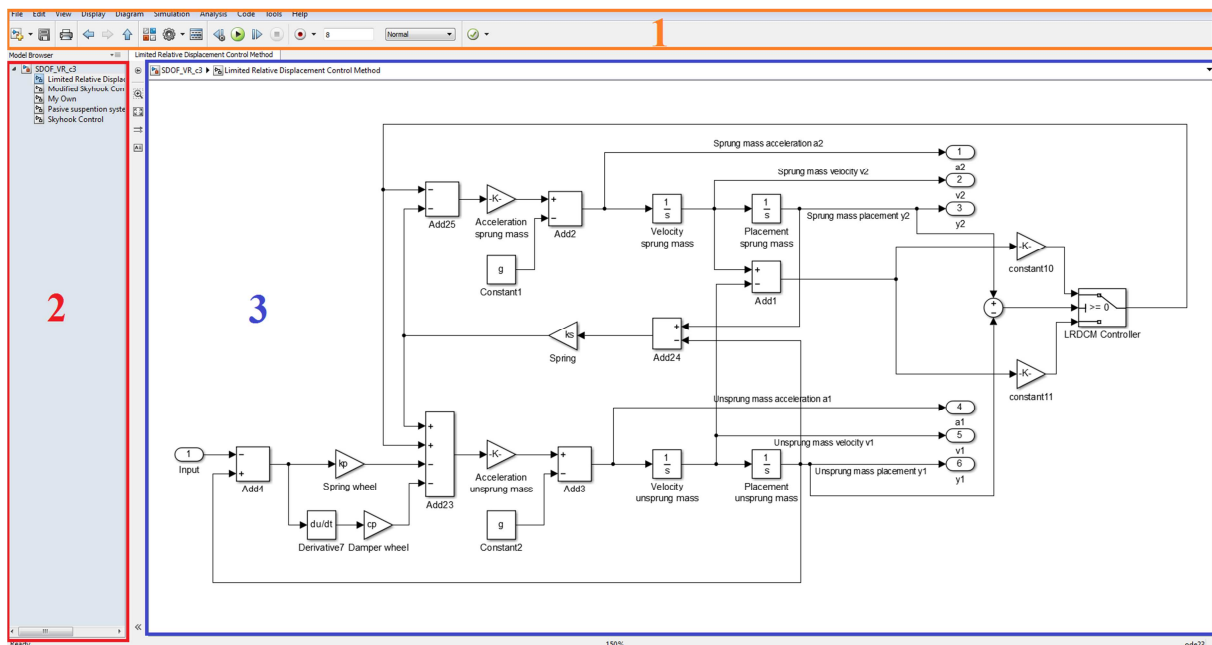 File Edit View Display Diagram Simulation Analysis Code Tools Help
8
Normal
1
Model Browser
Limited Relative Displacement Control Method
SDOF_VR_c3
Limited Relative Displac
Modified Skyhook Con
My Own
Pasive suspention syste
Skyhook Control
2
SDOF_VR_c3 Limited Relative Displacement Control Method
3
Sprung mass acceleration a2
1
a2
Sprung mass velocity v2
2
v2
Sprung mass placement y2
3
y2
Add25
-K-
Acceleration
sprung mass
Add2
g
Constant1
1
s
Velocity
sprung mass
1
s
Placement
sprung mass
Add1
-K-
constant10
>= 0
LRDCM Controller
-K-
constant11
ks
Spring
Add24
1
Input
Add4
kp
Spring wheel
du/dt
Derivative7
cp
Damper wheel
Add23
-K-
Acceleration
unsprung mass
Add3
g
Constant2
1
s
Velocity
unsprung mass
1
s
Placement
unsprung mass
Unsprung mass acceleration a1
4
a1
Unsprung mass velocity v1
5
v1
Unsprung mass placement y1
6
y1
Ready
150%
ode23